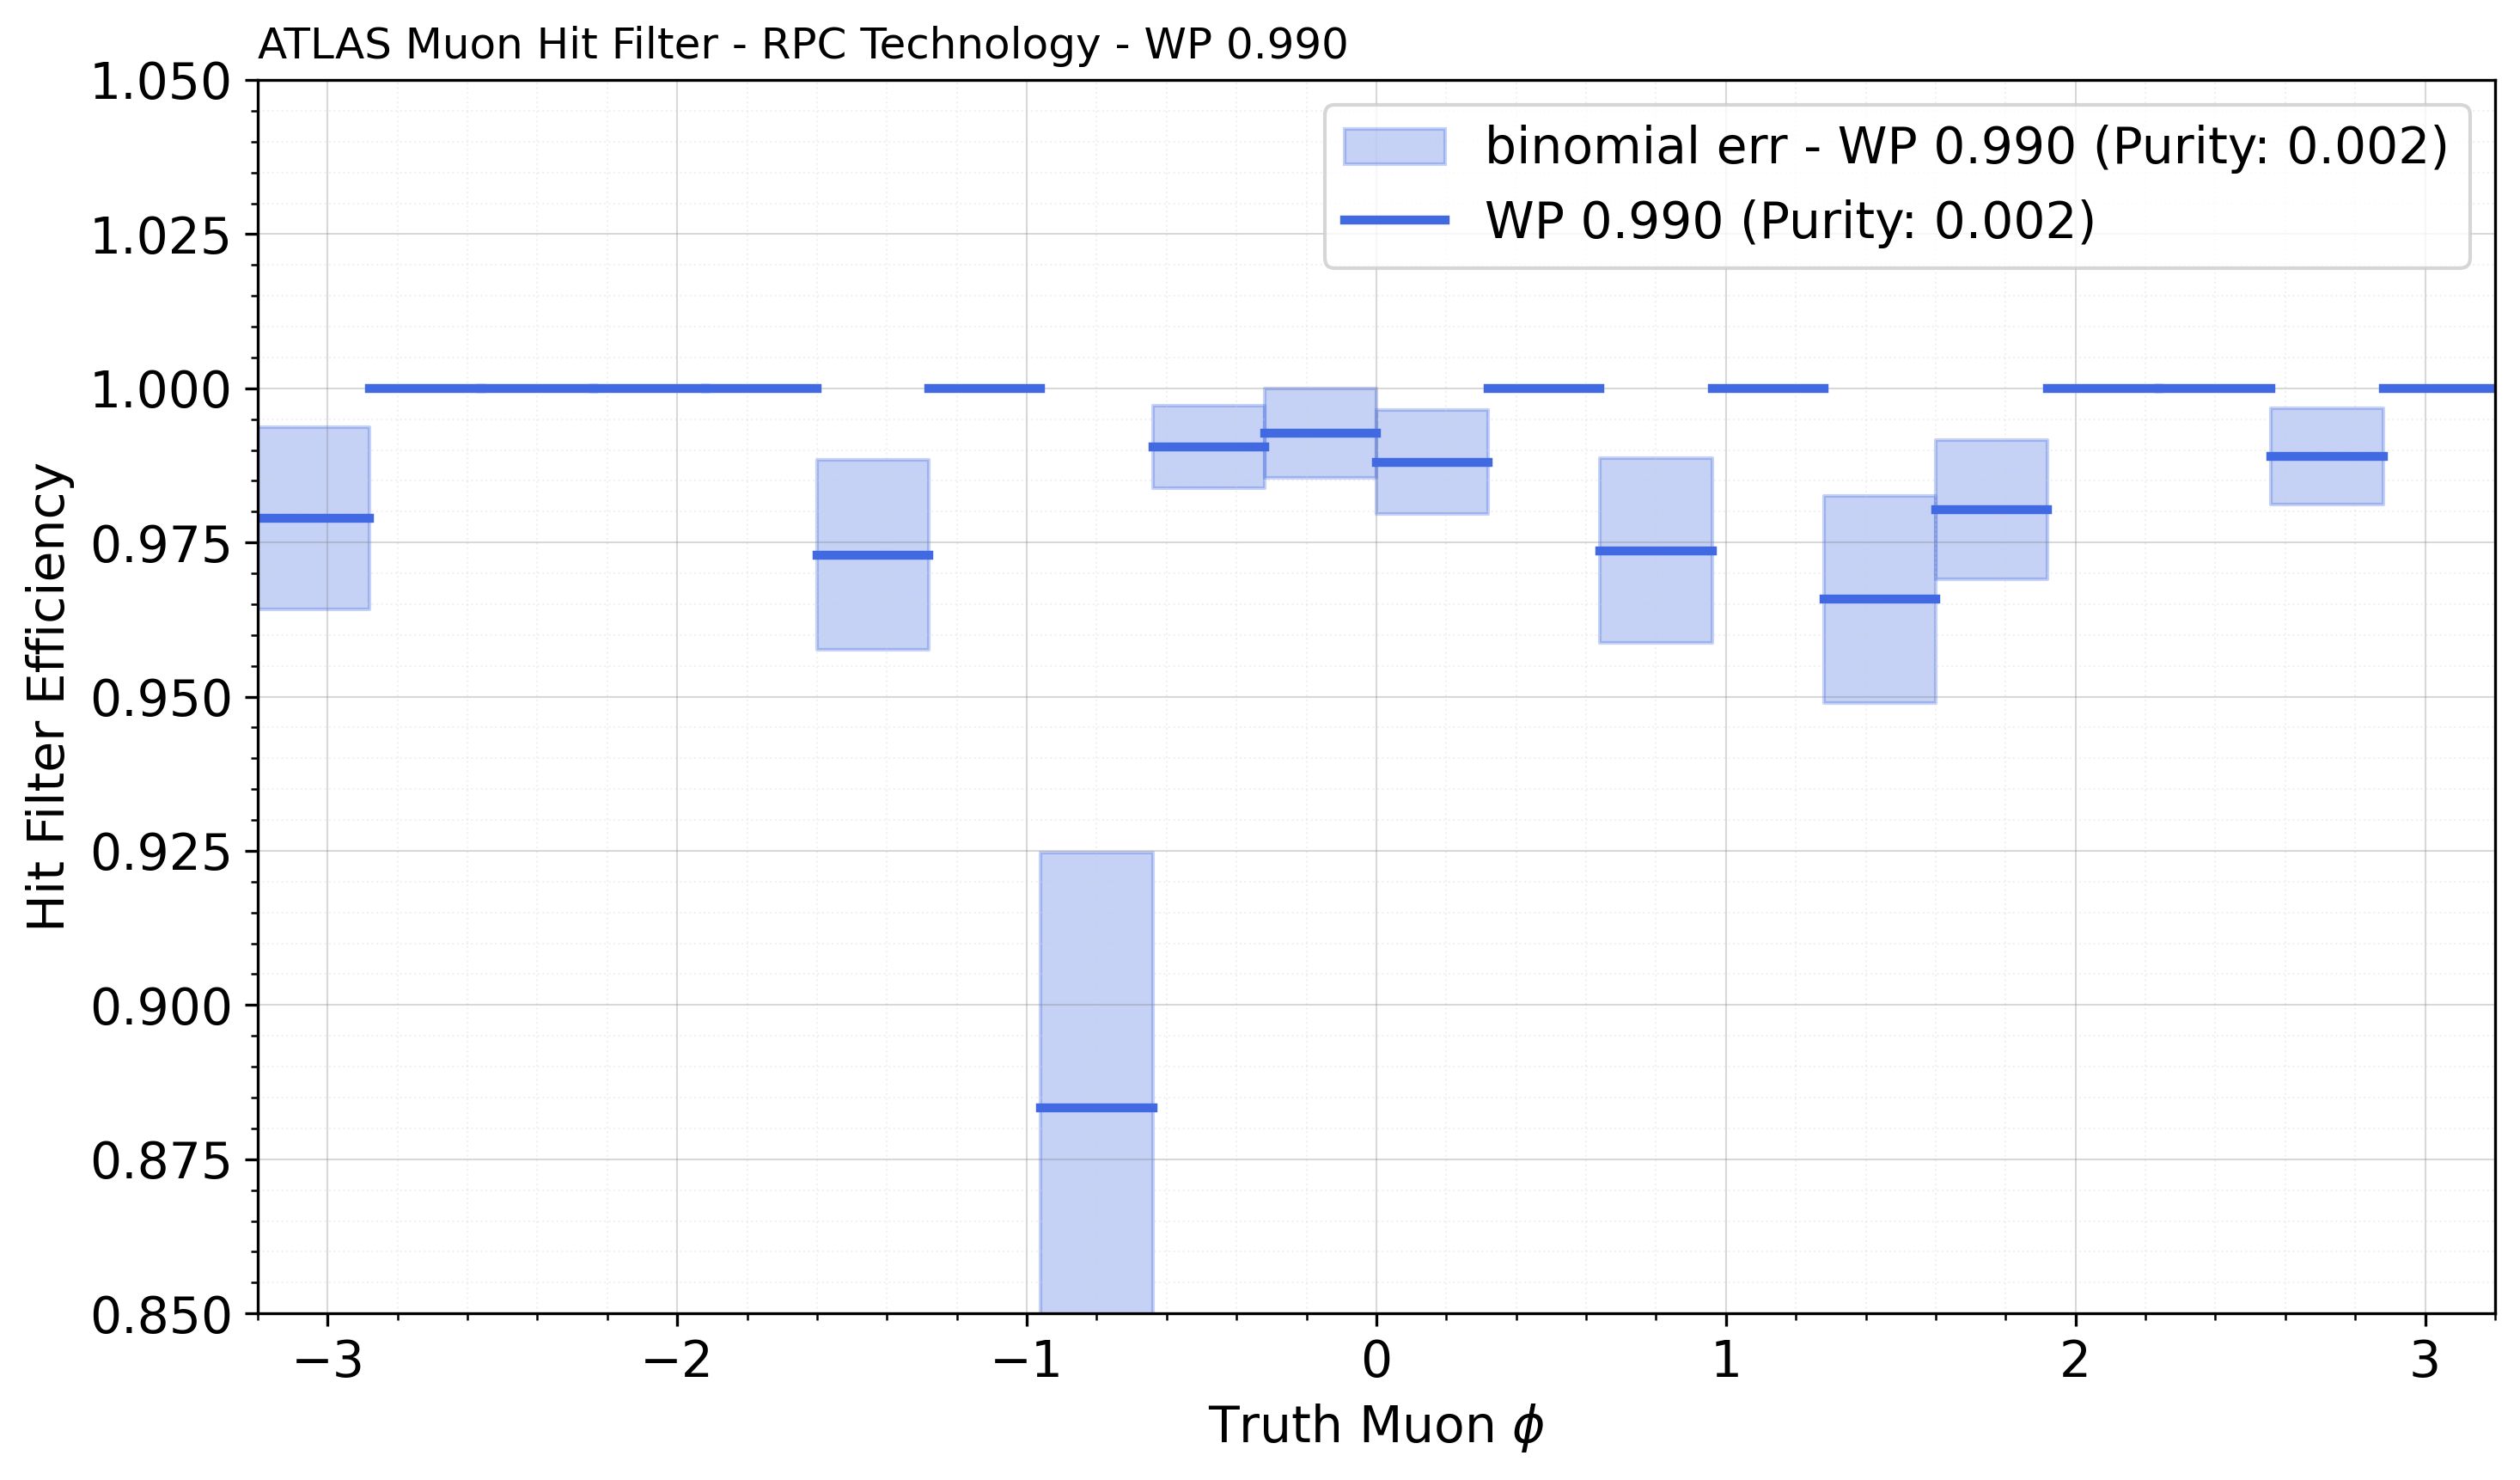 ATLAS Muon Hit Filter - RPC Technology - WP 0.990
binomial err - WP 0.990 (Purity: 0.002)
WP 0.990 (Purity: 0.002)
Hit Filter Efficiency
1.050
1.025
1.000
0.975
0.950
0.925
0.900
0.875
0.850
−3 −2 −1 0 1 2 3
Truth Muon ϕ